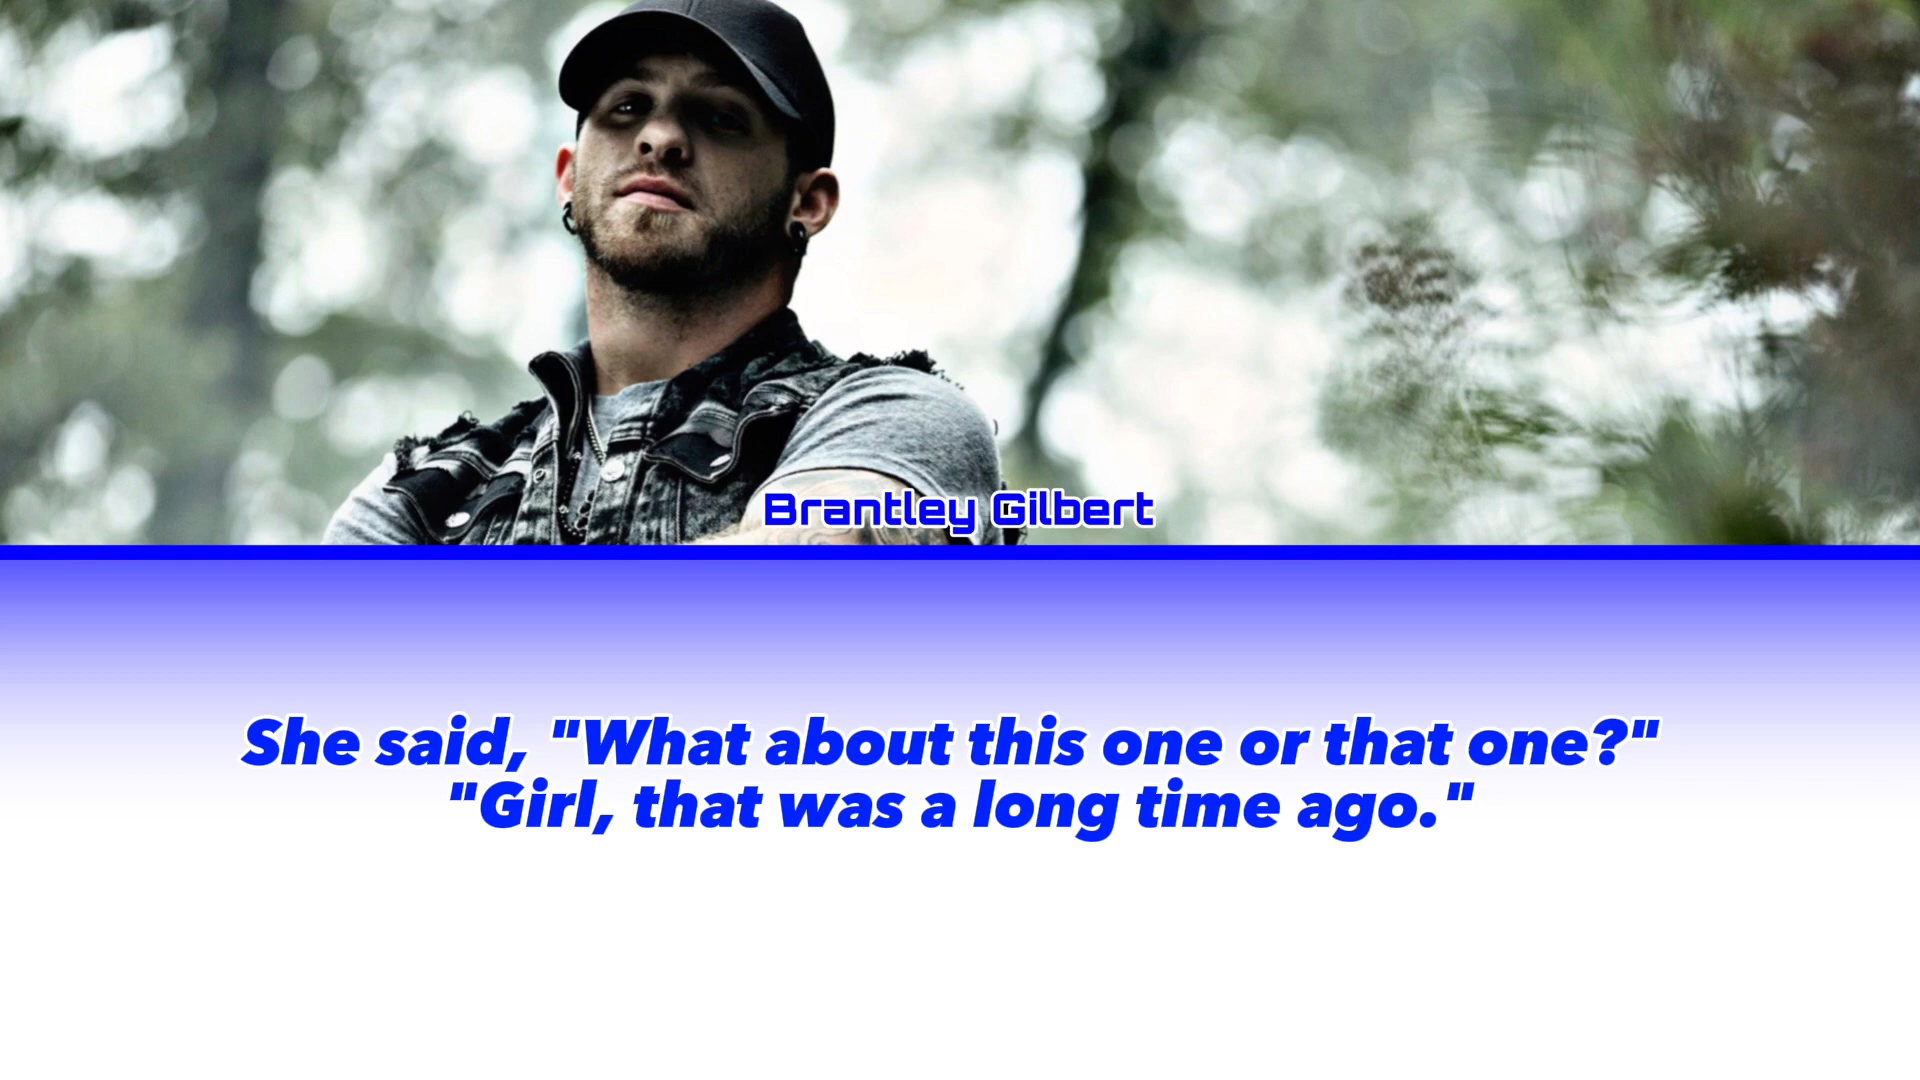 Brantley Gilbert
She said, "What about this one or that one?"
"Girl, that was a long time ago."